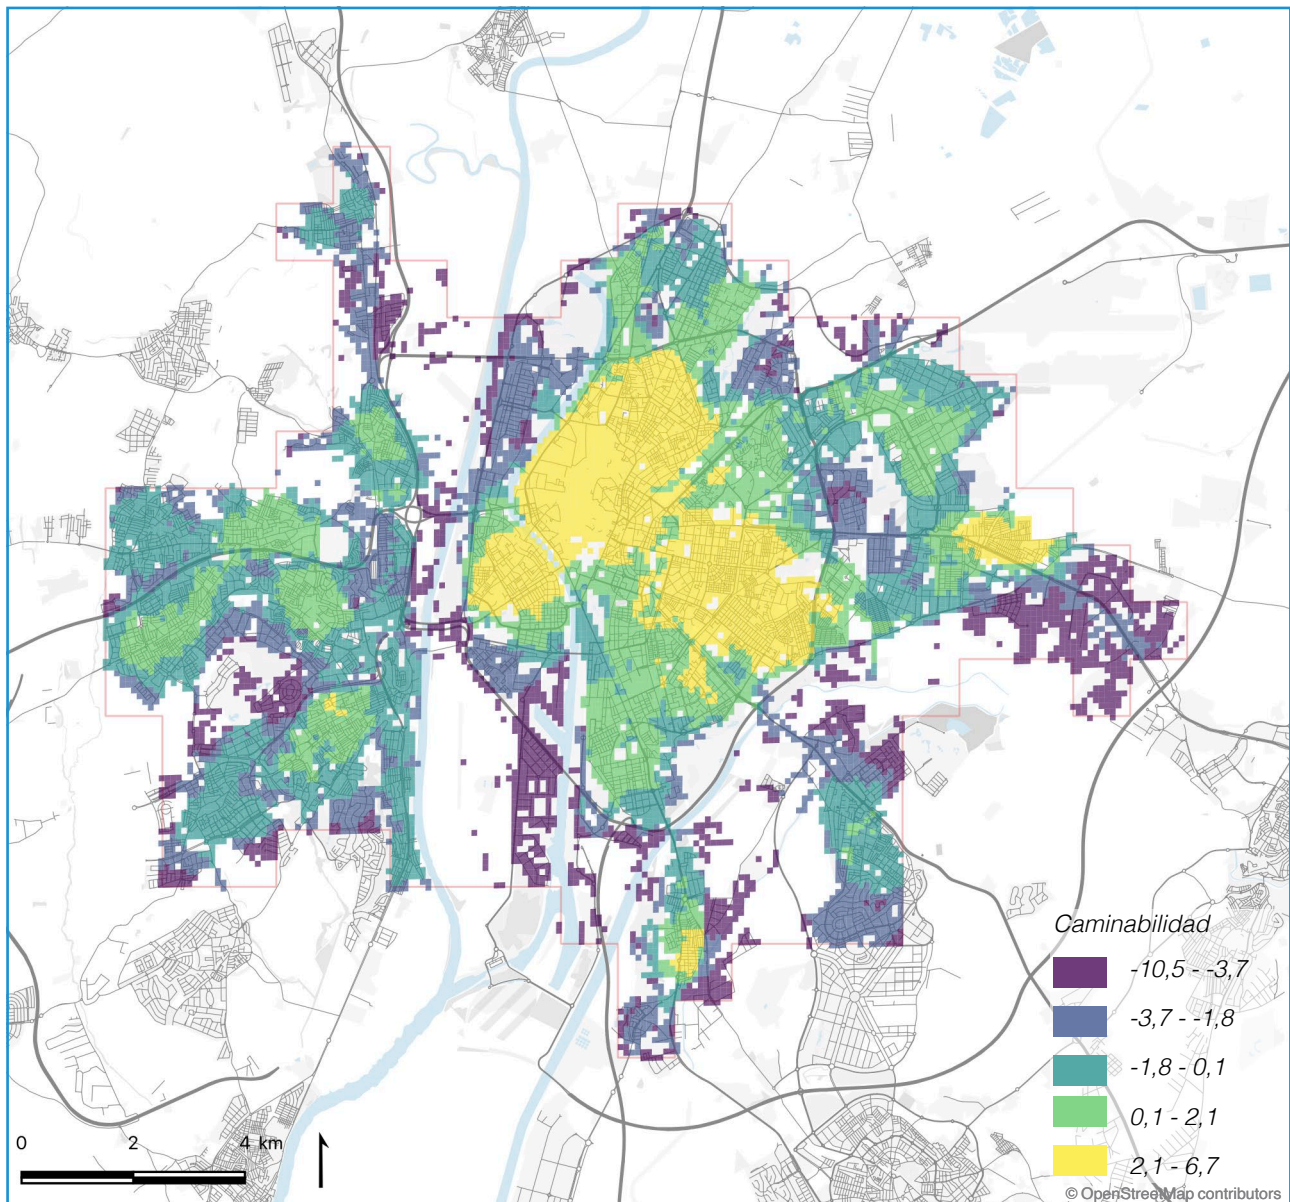 Caminabilidad
-10,5 - -3,7
-3,7 - -1,8
-1,8 - 0,1
0,1 - 2,1
2,1 - 6,7
0 2 4 km
© OpenStreetMap contributors